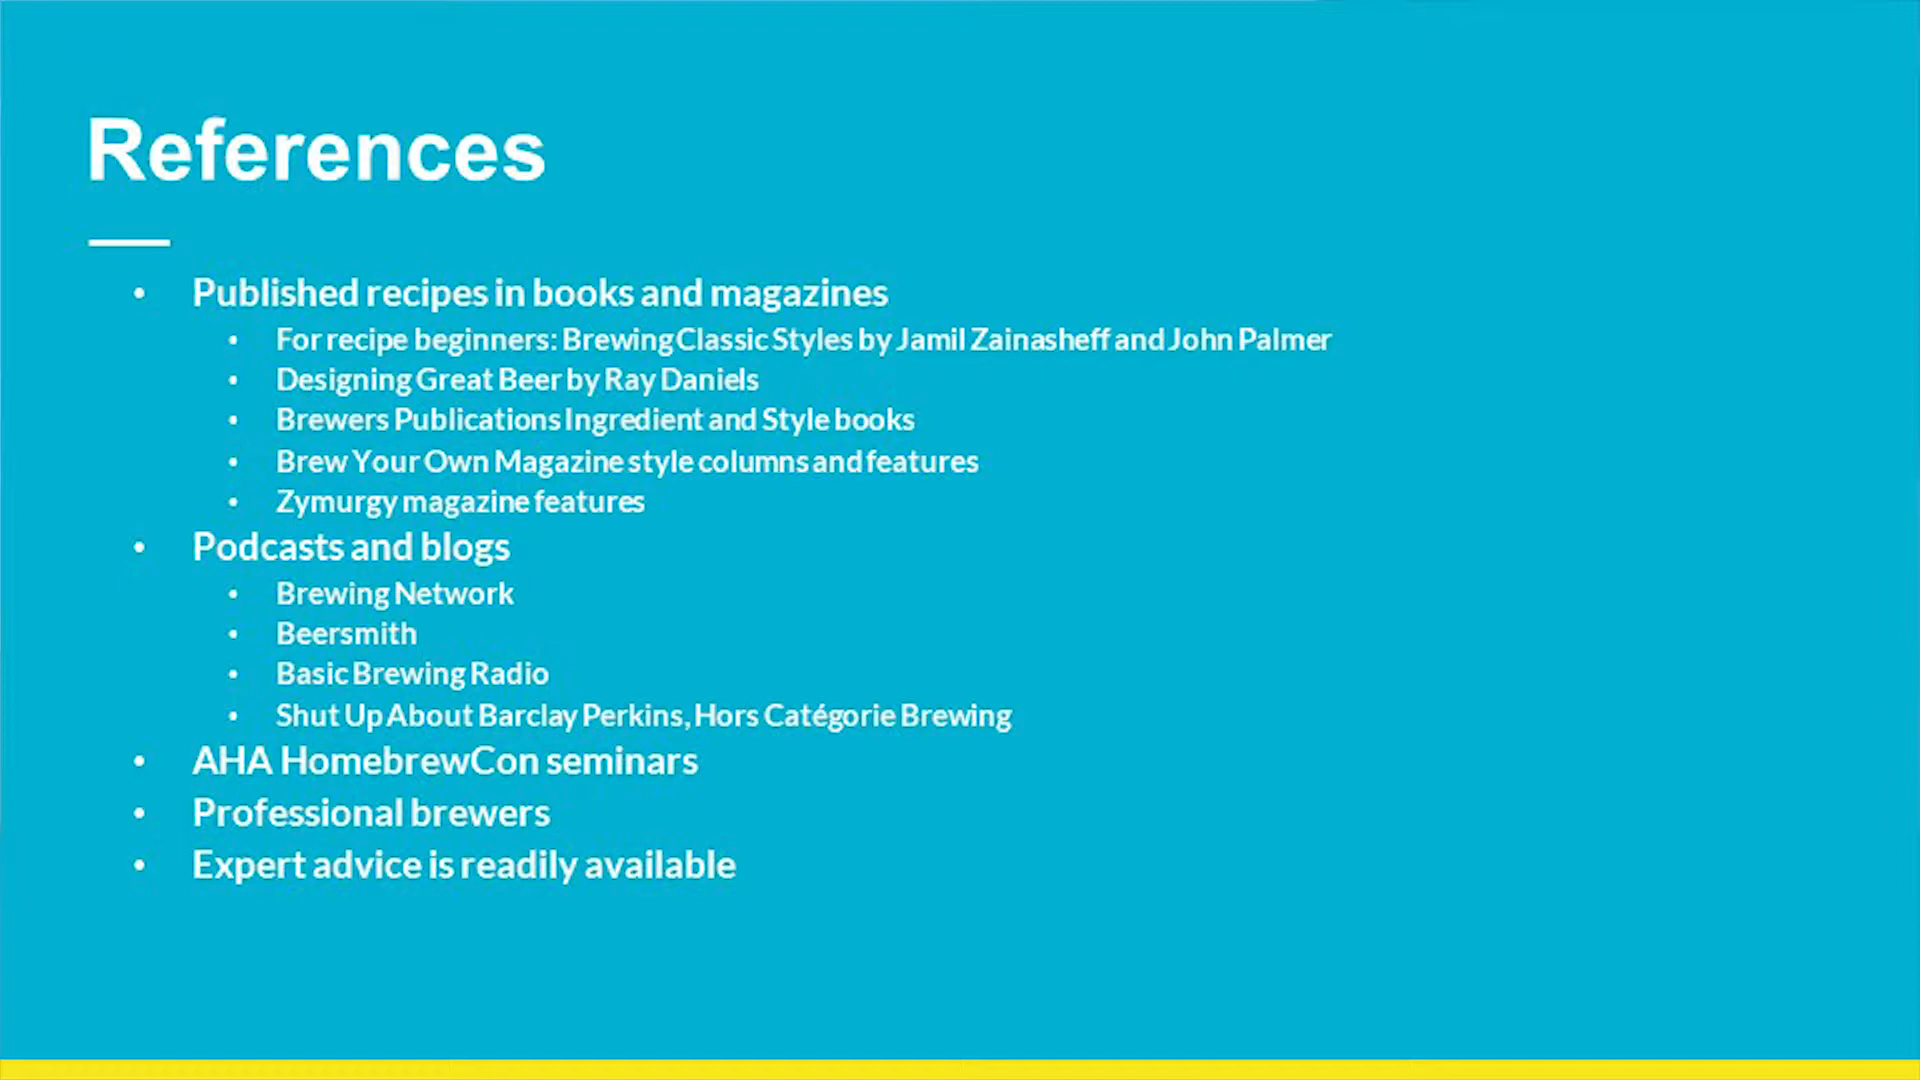 References
• Published recipes in books and magazines
• For recipe beginners: Brewing Classic Styles by Jamil Zainasheff and John Palmer
• Designing Great Beer by Ray Daniels
• Brewers Publications Ingredient and Style books
• Brew Your Own Magazine style columns and features
• Zymurgy magazine features
• Podcasts and blogs
• Brewing Network
• Beersmith
• Basic Brewing Radio
• Shut Up About Barclay Perkins, Hors Catégorie Brewing
• AHA HomebrewCon seminars
• Professional brewers
• Expert advice is readily available